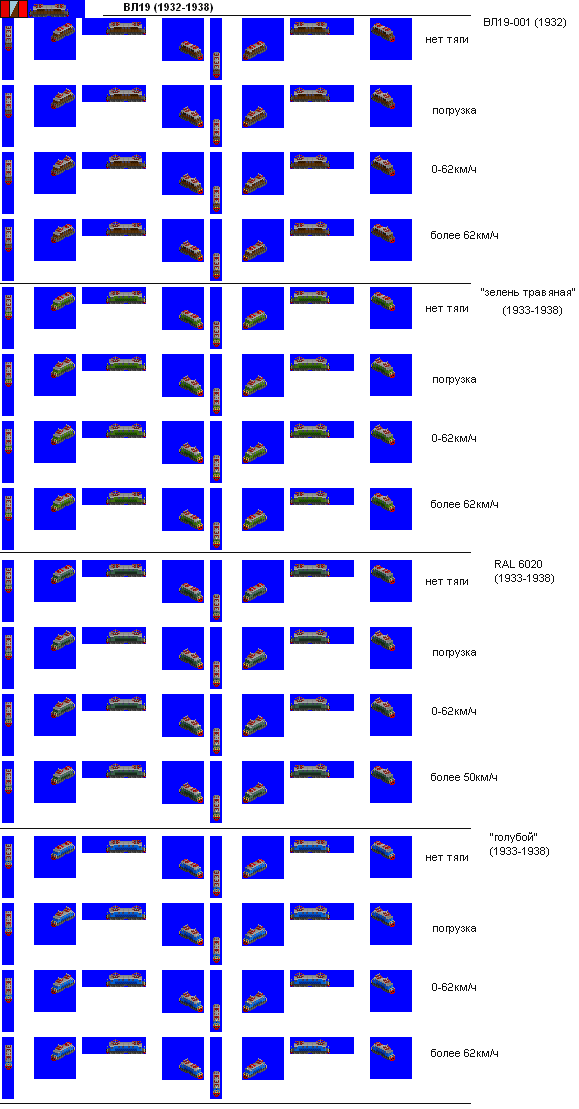 ВЛ19 (1932-1938)
ВЛ19-001 (1932)
нет тяги
погрузка
0-62км/ч
более 62км/ч
"зелень травяная"
(1933-1938)
нет тяги
погрузка
0-62км/ч
более 62км/ч
RAL 6020
(1933-1938)
нет тяги
погрузка
0-62км/ч
более 50км/ч
"голубой"
(1933-1938)
нет тяги
погрузка
0-62км/ч
более 62км/ч